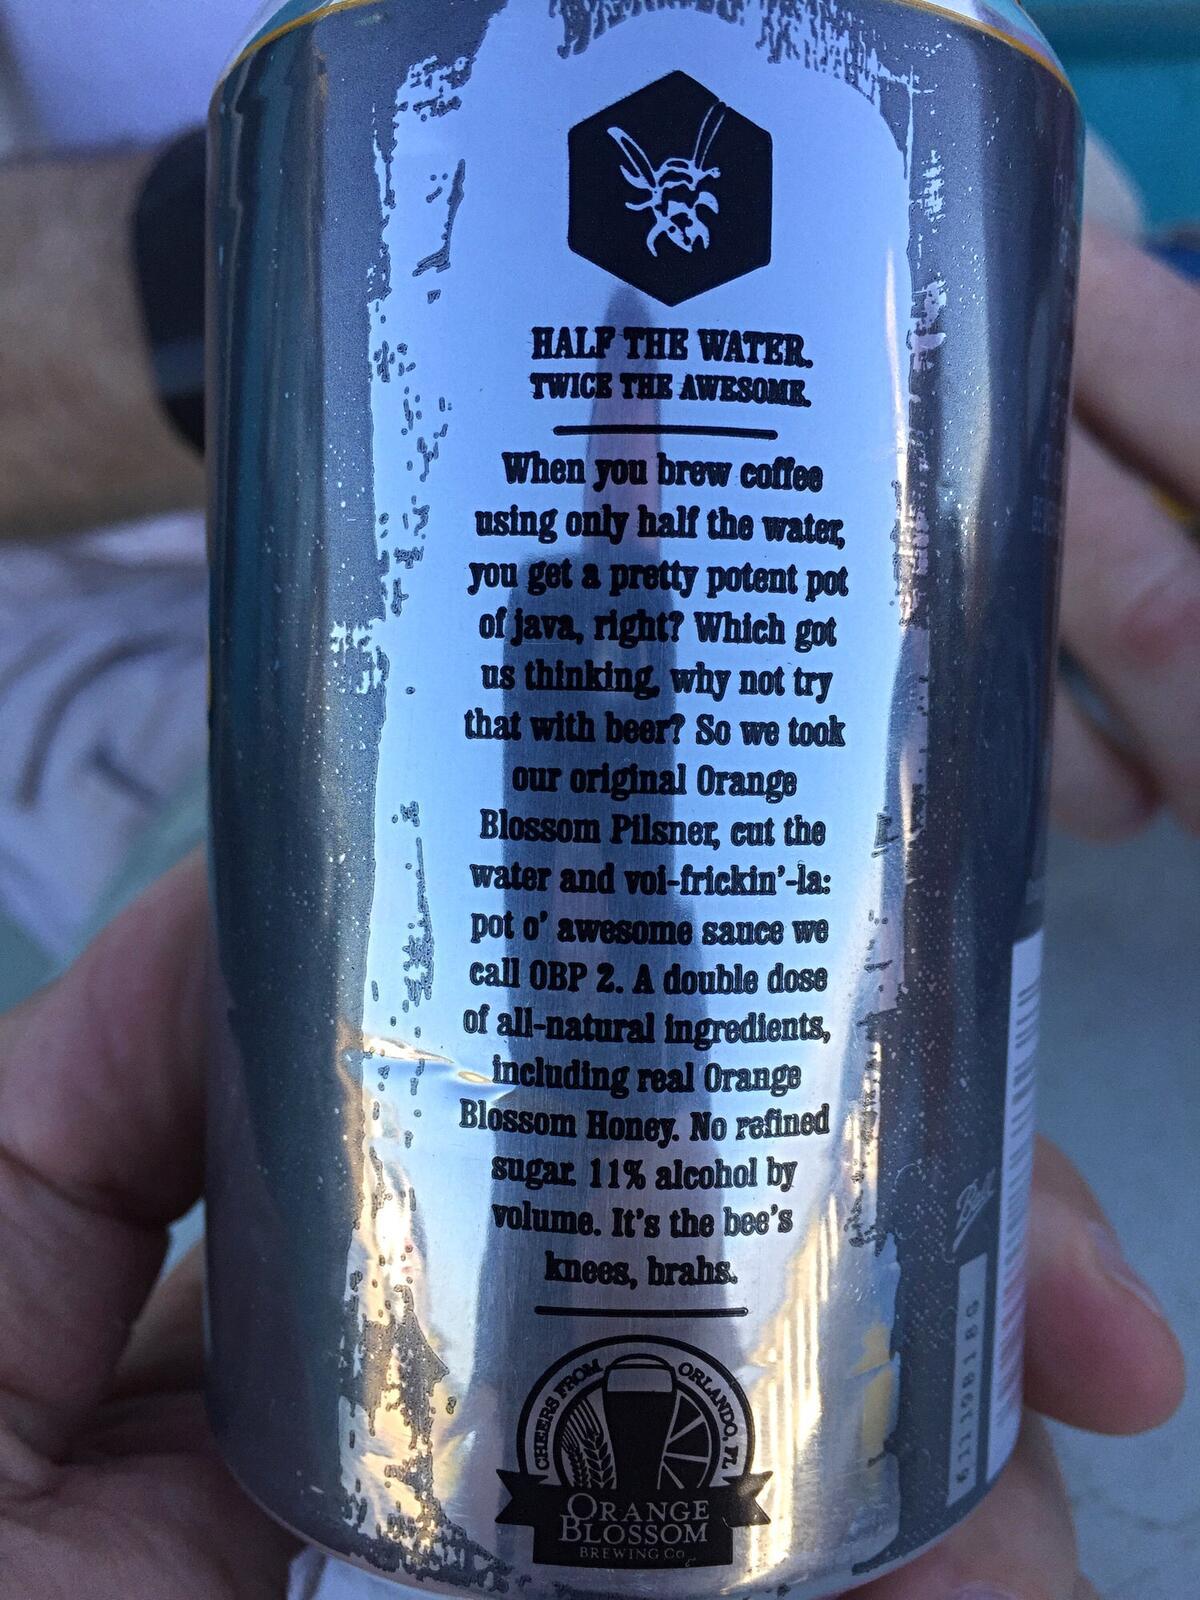 HALF THE WATER.
TWICE THE AWESOME.
When you brew coffee
using only half the water,
you get a pretty potent pot
of java, right? Which got
us thinking, why not try
that with beer? So we took
our original Orange
Blossom Pilsner, cut the
water and voi-frickin'-la:
pot o' awesome sauce we
call OBP 2. A double dose
of all-natural ingredients,
including real Orange
Blossom Honey. No refined
sugar. 11% alcohol by
volume. It's the bee's
knees, brahs.
CHEERS FROM ORLANDO, FL
ORANGE
BLOSSOM
BREWING CO
Ball